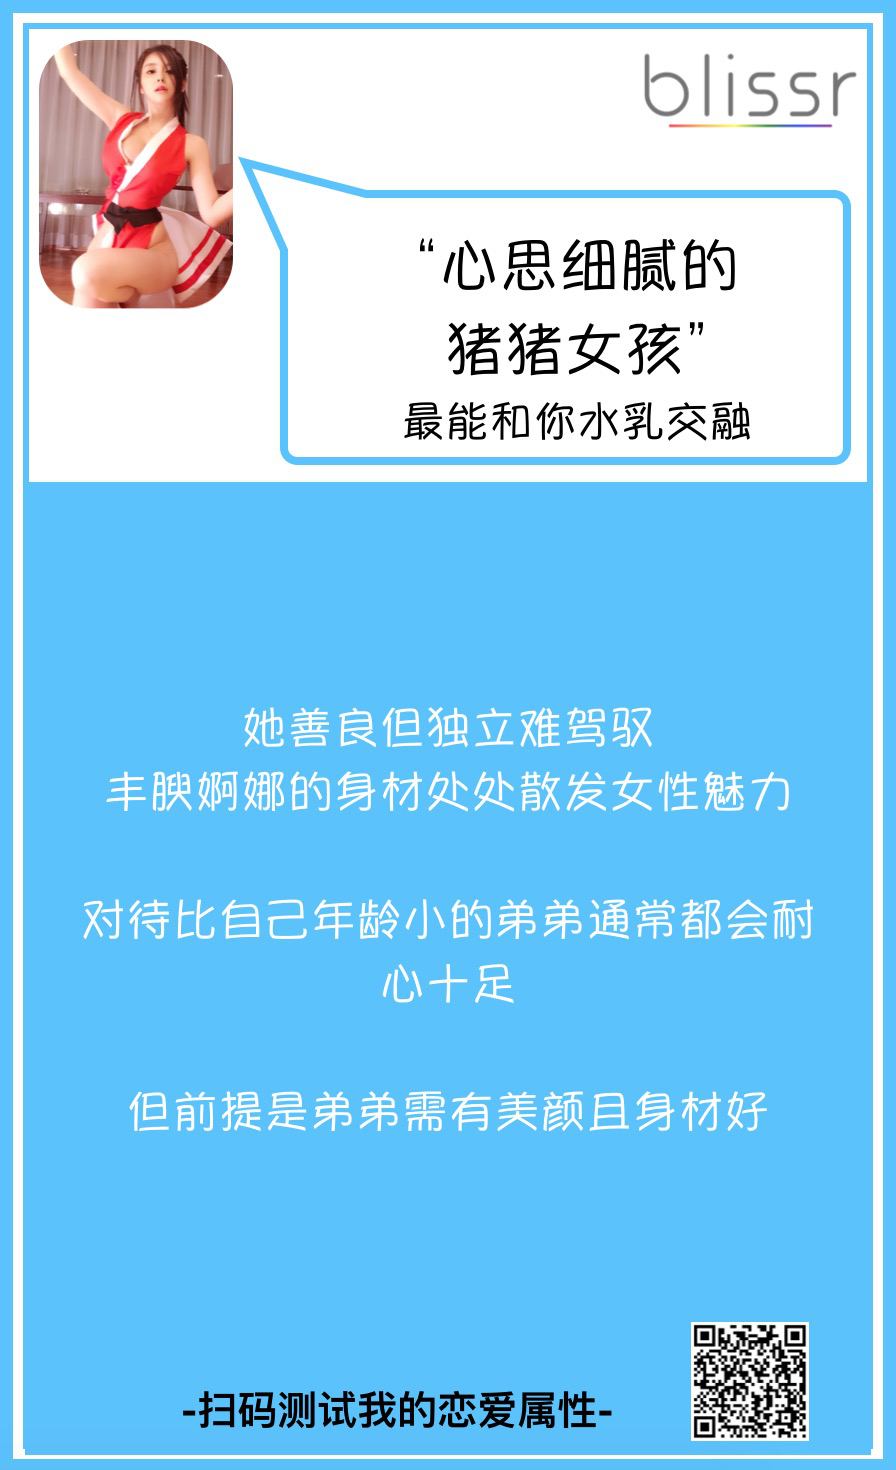 blissr
“心思细腻的
猪猪女孩”
最能和你水乳交融
她善良但独立难驾驭
丰腴婀娜的身材处处散发女性魅力
对待比自己年龄小的弟弟通常都会耐
心十足
但前提是弟弟需有美颜且身材好
-扫码测试我的恋爱属性-